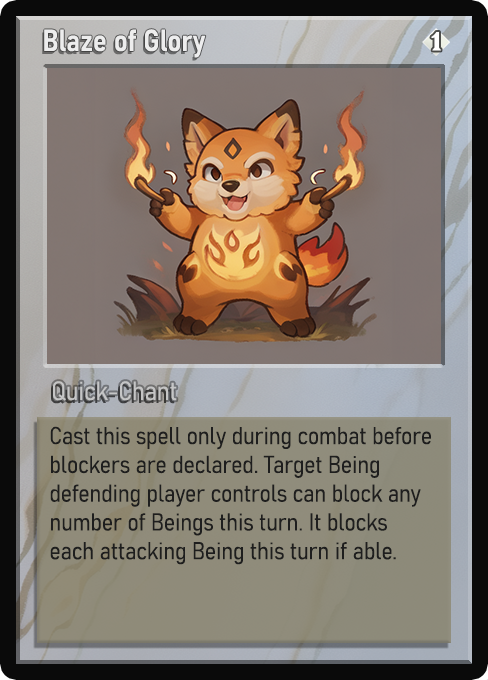 Blaze of Glory
1
Quick-Chant
Cast this spell only during combat before
blockers are declared. Target Being
defending player controls can block any
number of Beings this turn. It blocks
each attacking Being this turn if able.